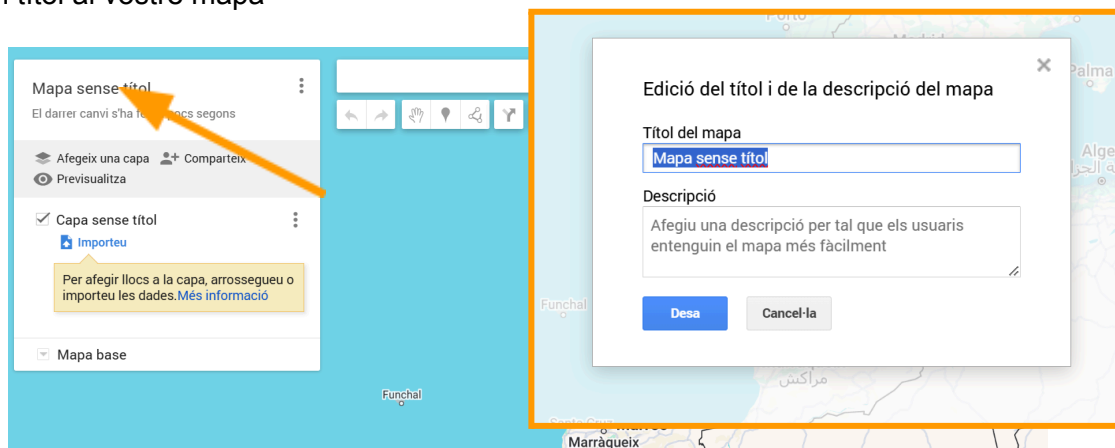 títol al vostre mapa
Mapa sense títol
El darrer canvi s'ha pocs segons
Afegeix una capa
Comparteix
Previsualitza
Capa sense títol
Importeu
Per afegir llocs a la capa, arrossegueu o
importeu les dades.Més informació
Mapa base
Funchal
Porto
Madrid
Palma
Funchal
مراكش
Santa Cruz
Marràqueix
Edició del títol i de la descripció del mapa
Títol del mapa
Mapa sense títol
Descripció
Afegiu una descripció per tal que els usuaris
entenguin el mapa més fàcilment
Desa
Cancel·la